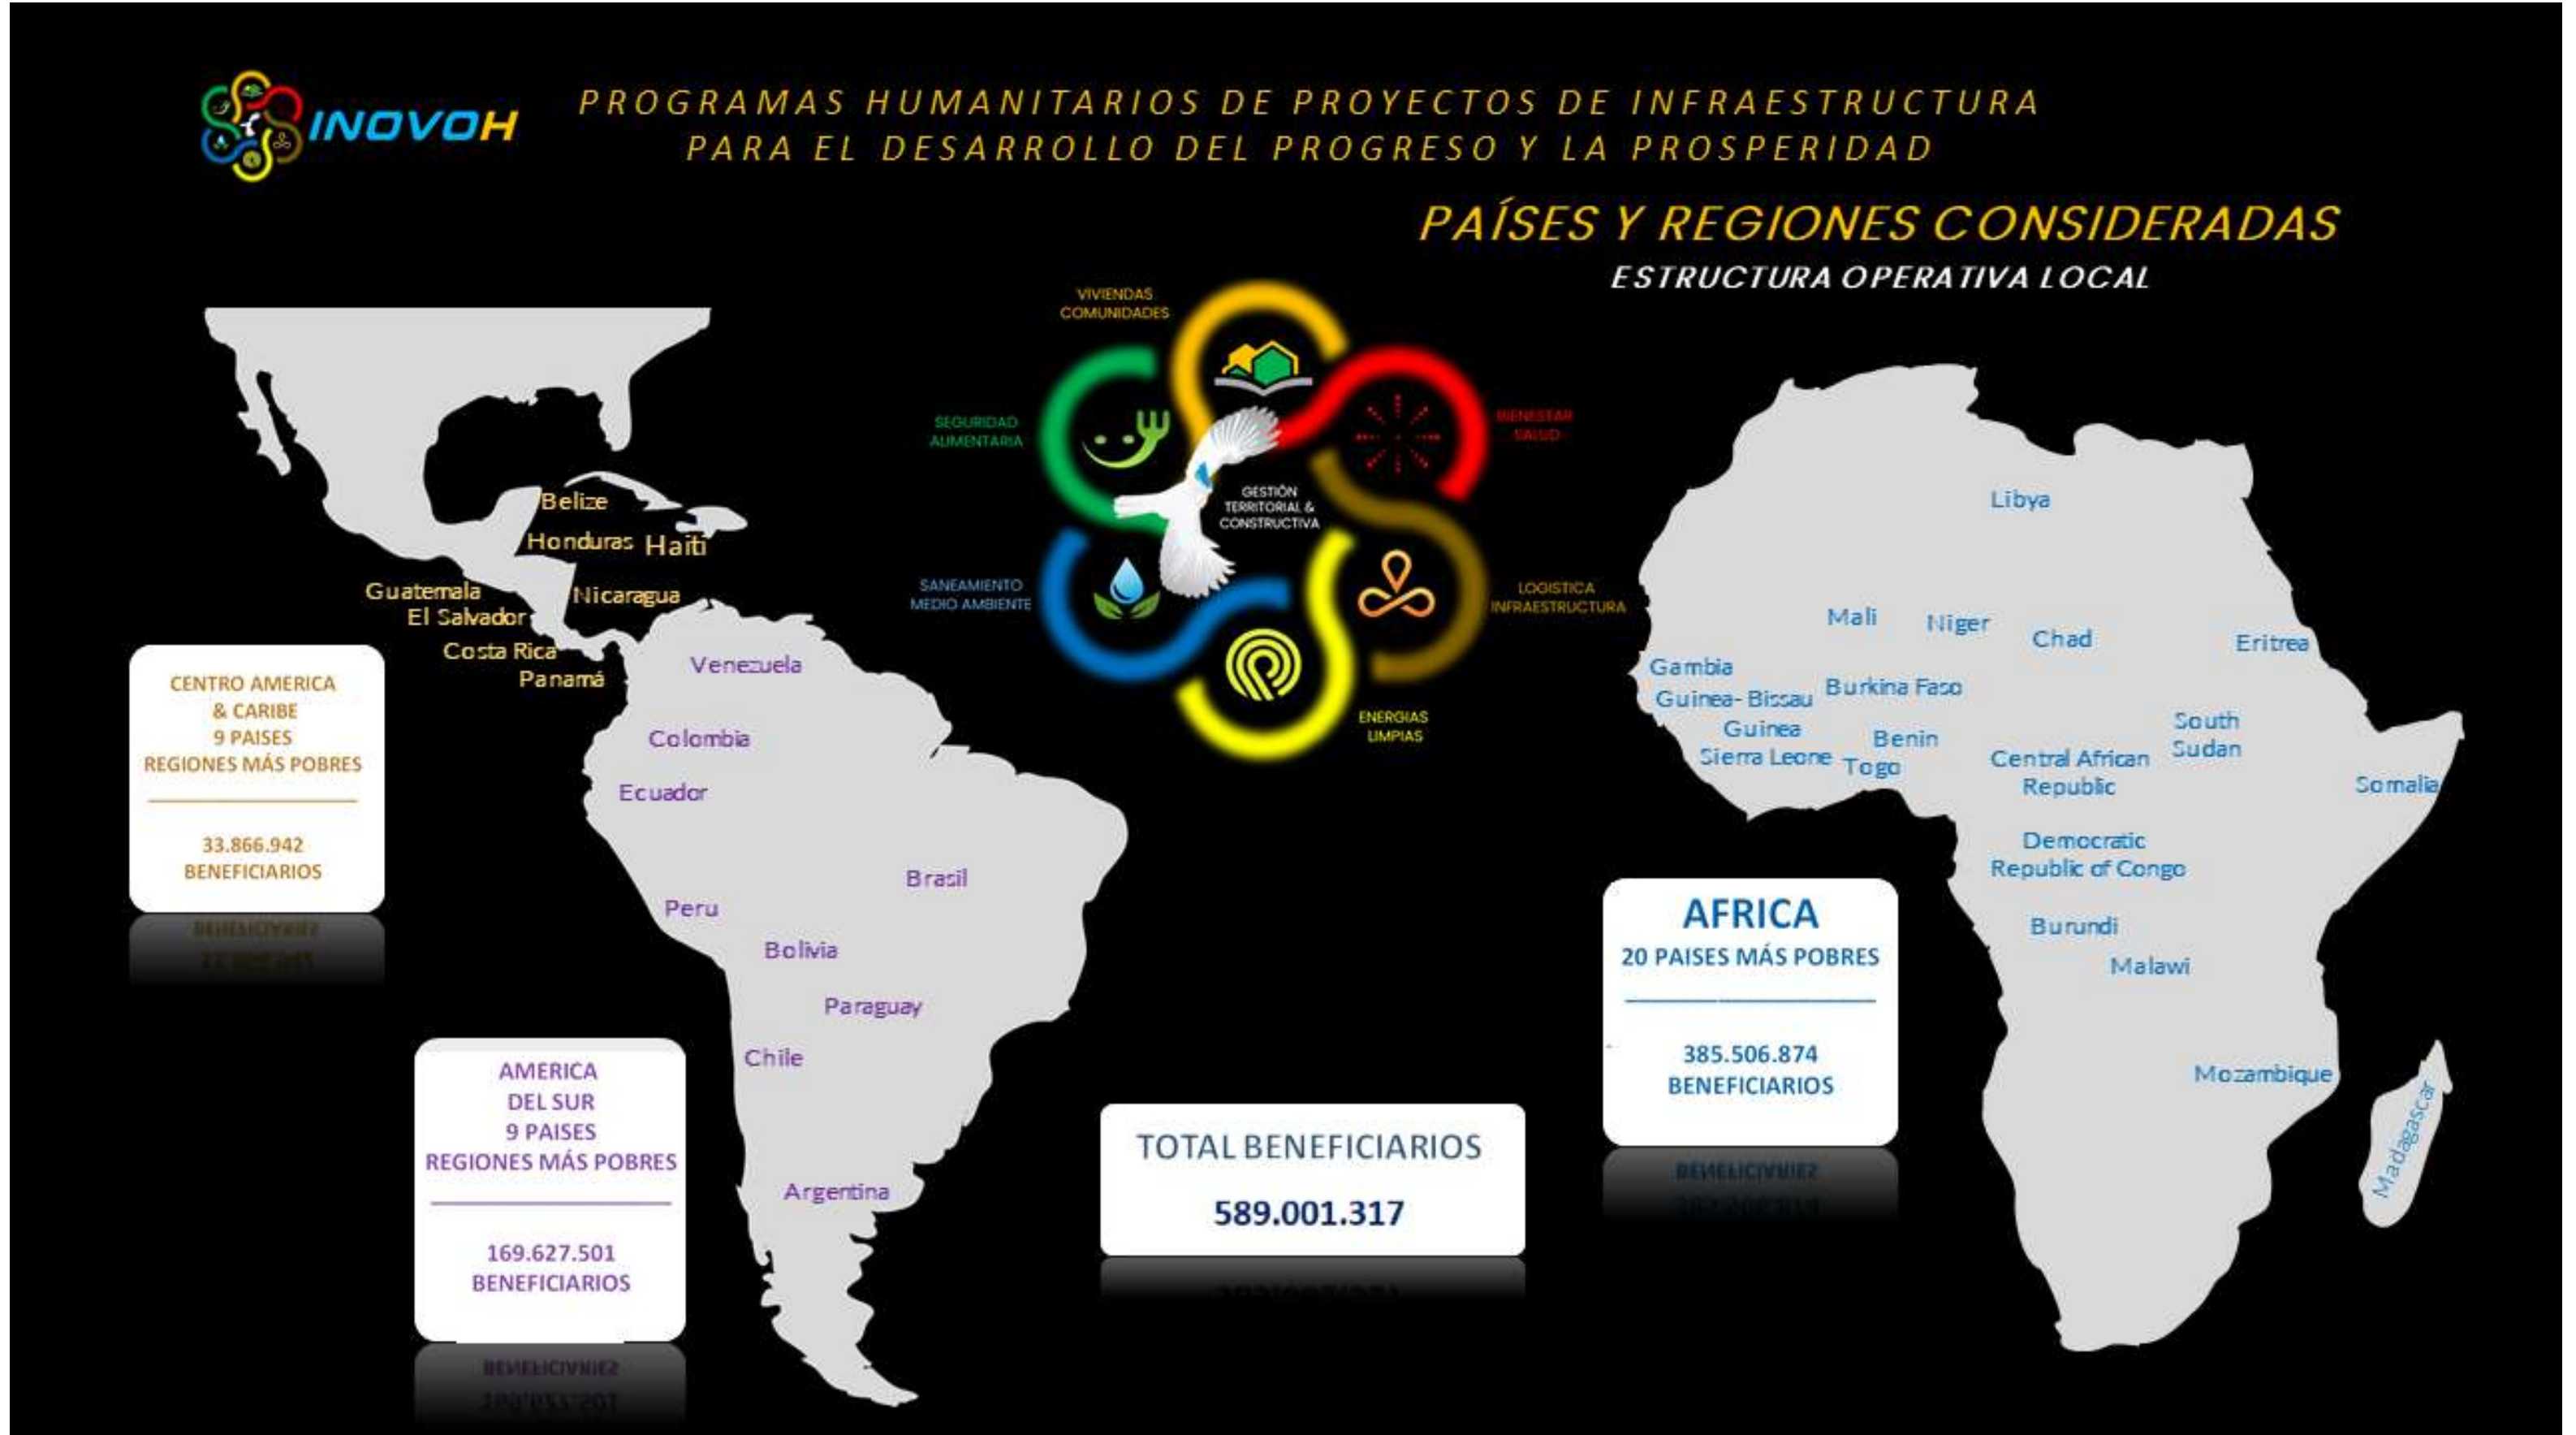 INOVOH
PROGRAMAS HUMANITARIOS DE PROYECTOS DE INFRAESTRUCTURA
PARA EL DESARROLLO DEL PROGRESO Y LA PROSPERIDAD
PAÍSES Y REGIONES CONSIDERADAS
ESTRUCTURA OPERATIVA LOCAL
VIVIENDAS
COMUNIDADES
SEGURIDAD
ALIMENTARIA
BIENESTAR
SALUD
GESTIÓN
TERRITORIAL &
CONSTRUCTIVA
SANEAMIENTO
MEDIO AMBIENTE
LOGISTICA
INFRAESTRUCTURA
ENERGIAS
LIMPIAS
Belize
Honduras
Haiti
Guatemala
Nicaragua
El Salvador
Costa Rica
Panamá
CENTRO AMERICA
& CARIBE
9 PAISES
REGIONES MÁS POBRES
33.866.942
BENEFICIARIOS
Venezuela
Colombia
Ecuador
Brasil
Peru
Bolivia
Paraguay
Chile
Argentina
AMERICA
DEL SUR
9 PAISES
REGIONES MÁS POBRES
169.627.501
BENEFICIARIOS
TOTAL BENEFICIARIOS
589.001.317
Libya
Mali
Niger
Chad
Eritrea
Gambia
Guinea- Bissau
Burkina Faso
Guinea
Benin
South
Sudan
Sierra Leone
Togo
Central African
Republic
Somalia
Democratic
Republic of Congo
Burundi
Malawi
Mozambique
Madagascar
AFRICA
20 PAISES MÁS POBRES
385.506.874
BENEFICIARIOS